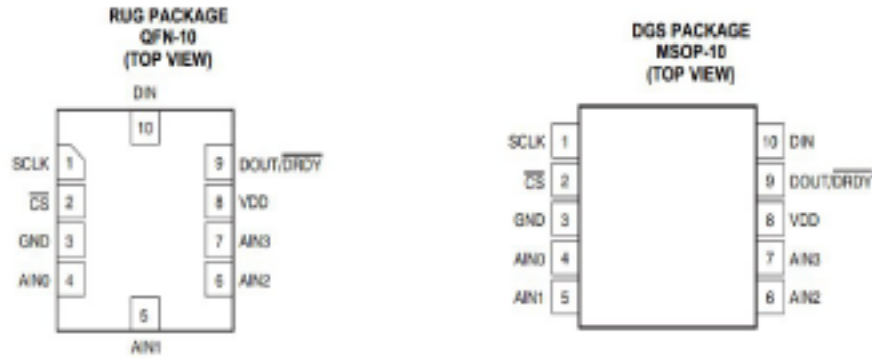 RUG PACKAGE
QFN-10
(TOP VIEW)
DIN
10
SCLK 1 9 DOUT/DRDY
CS 2 8 VDD
GND 3 7 AIN3
AIN0 4 6 AIN2
5
AIN1
DGS PACKAGE
MSOP-10
(TOP VIEW)
SCLK 1 10 DIN
CS 2 9 DOUT/DRDY
GND 3 8 VDD
AIN0 4 7 AIN3
AIN1 5 6 AIN2